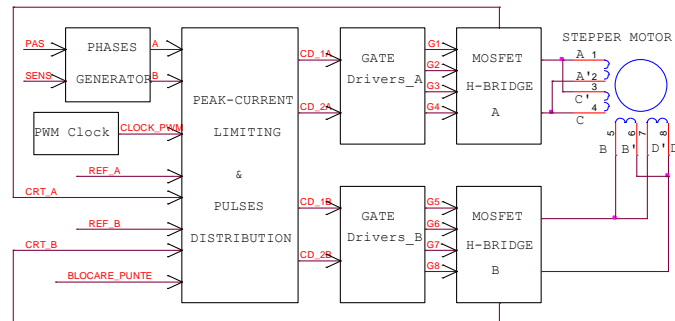 STEPPER MOTOR
PAS
PHASES
A
CD_1A
GATE
G1
MOSFET
A 1
G2
A' 2
SENS
GENERATOR
B
Drivers_A
G3
H-BRIDGE
3
C'
PEAK-CURRENT
CD_2A
G4
A
4
C
PWM Clock
CLOCK_PWM
LIMITING
5 6 7 8
B B' D' D
REF_A
&
CRT_A
PULSES
CD_1B
GATE
G5
MOSFET
REF_B
DISTRIBUTION
Drivers_B
G6
H-BRIDGE
CRT_B
CD_2B
G7
B
BLOCARE_PUNTE
G8